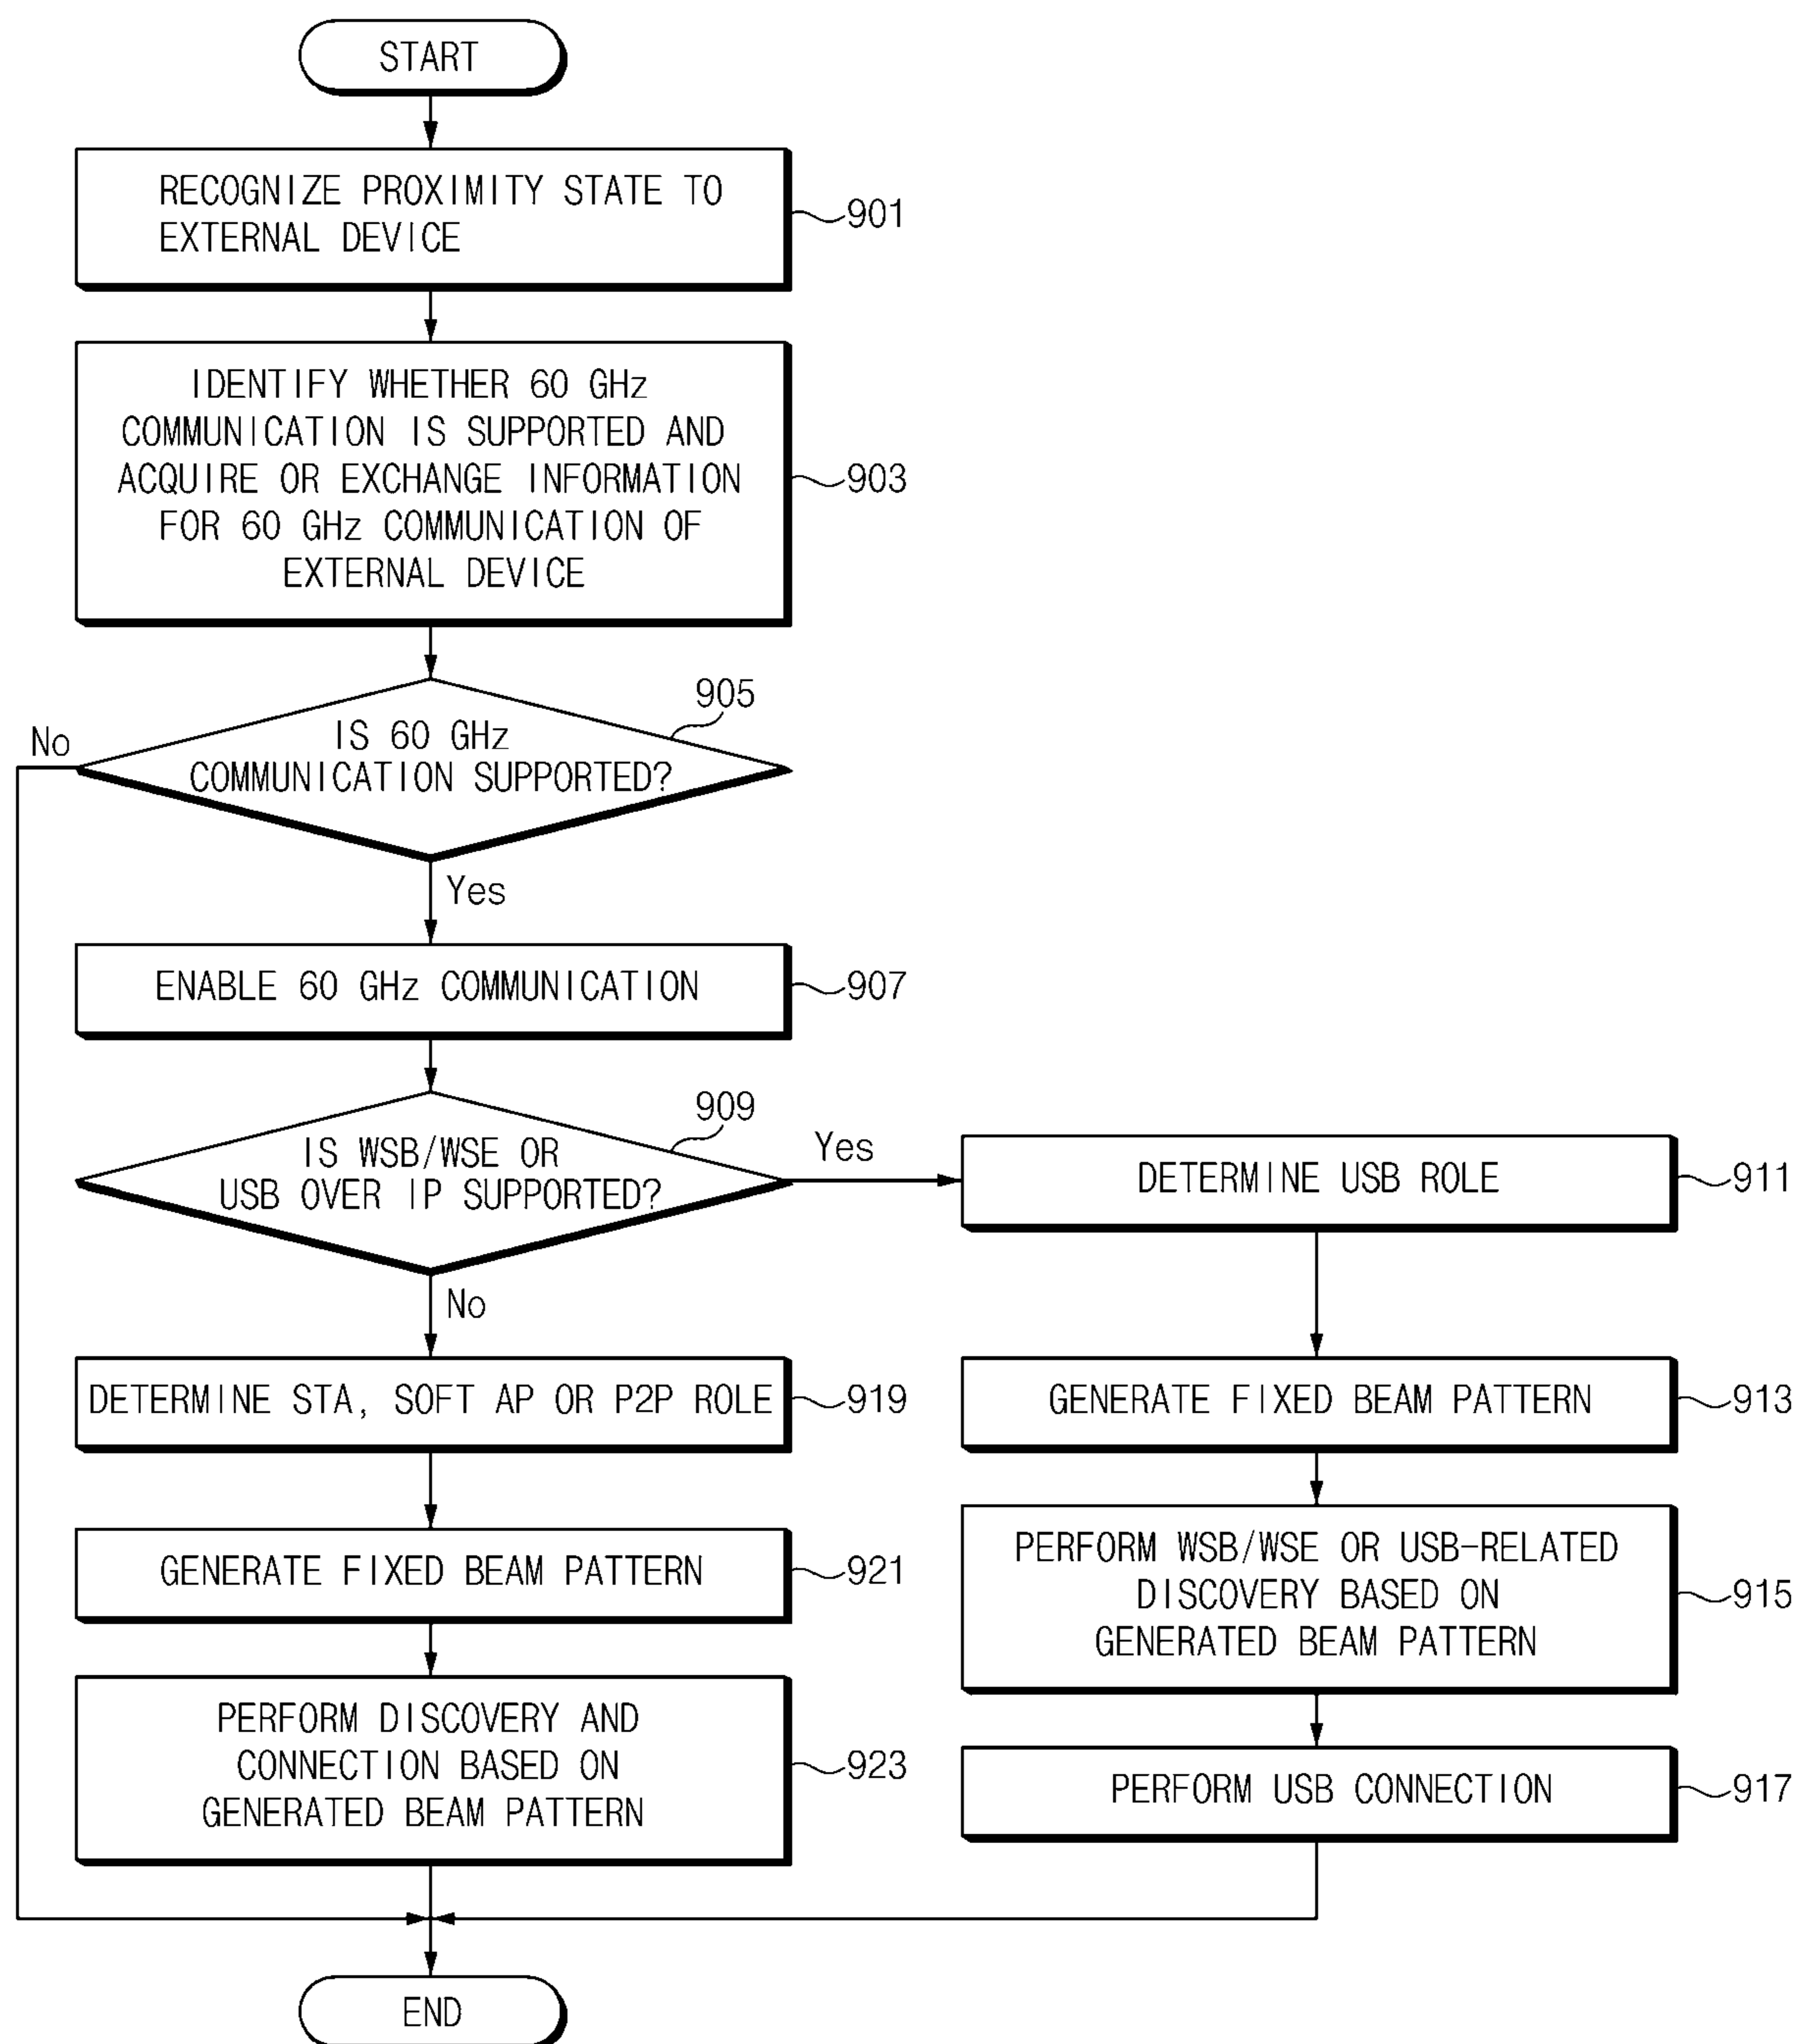 START
RECOGNIZE PROXIMITY STATE TO
EXTERNAL DEVICE
901
IDENTIFY WHETHER 60 GHz
COMMUNICATION IS SUPPORTED AND
ACQUIRE OR EXCHANGE INFORMATION
FOR 60 GHz COMMUNICATION OF
EXTERNAL DEVICE
903
905
No
IS 60 GHz
COMMUNICATION SUPPORTED?
Yes
ENABLE 60 GHz COMMUNICATION
907
909
IS WSB/WSE OR
USB OVER IP SUPPORTED?
Yes
No
DETERMINE USB ROLE
911
DETERMINE STA, SOFT AP OR P2P ROLE
919
GENERATE FIXED BEAM PATTERN
913
GENERATE FIXED BEAM PATTERN
921
PERFORM WSB/WSE OR USB-RELATED
DISCOVERY BASED ON
GENERATED BEAM PATTERN
915
PERFORM DISCOVERY AND
CONNECTION BASED ON
GENERATED BEAM PATTERN
923
PERFORM USB CONNECTION
917
END